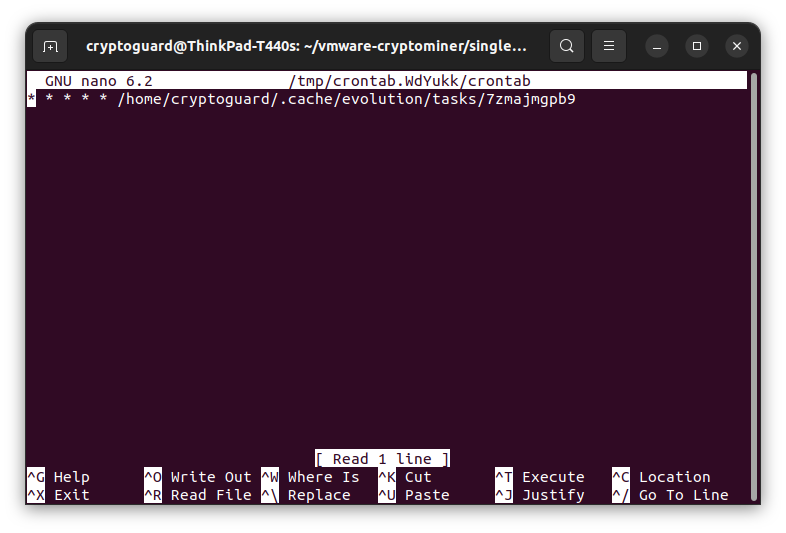 cryptoguard@ThinkPad-T440s: ~/vmware-cryptominer/single...
GNU nano 6.2 /tmp/crontab.WdYukk/crontab
* * * * * /home/cryptoguard/.cache/evolution/tasks/7zmajmgpb9
[ Read 1 line ]
^G Help ^O Write Out ^W Where Is ^K Cut ^T Execute ^C Location
^X Exit ^R Read File ^\ Replace ^U Paste ^J Justify ^/ Go To Line